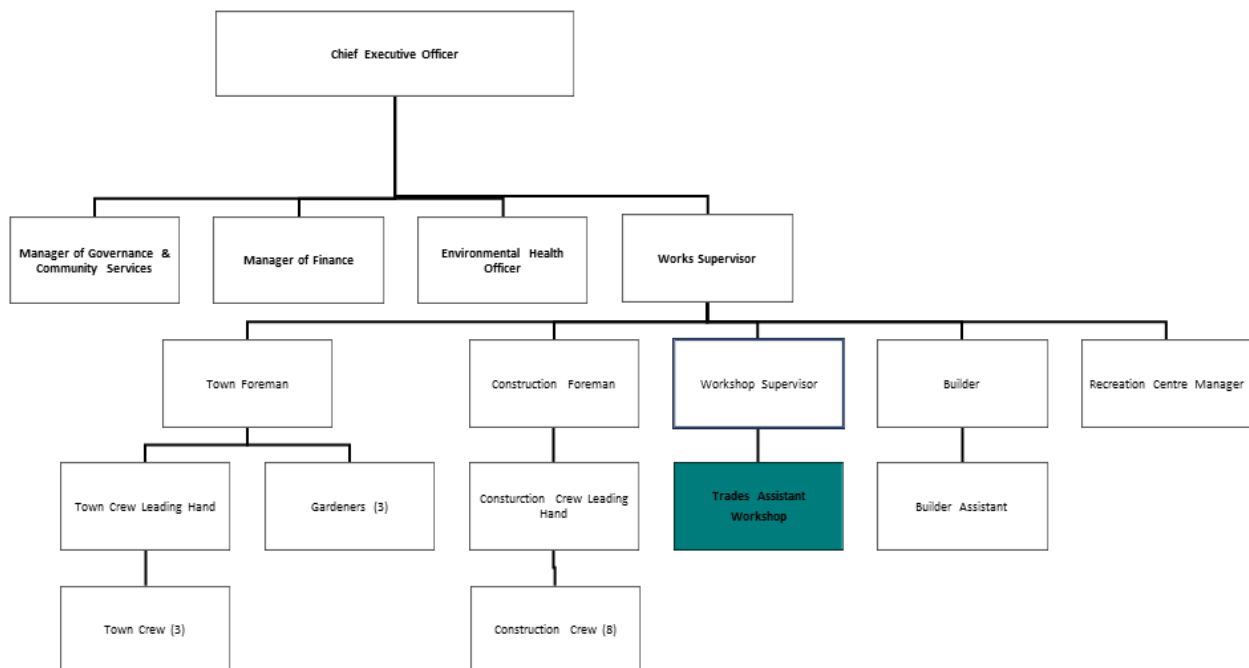 Chief Executive Officer
Manager of Governance &
Community Services
Manager of Finance
Environmental Health
Officer
Works Supervisor
Town Foreman
Construction Foreman
Workshop Supervisor
Builder
Recreation Centre Manager
Town Crew Leading Hand
Gardeners (3)
Consturction Crew Leading
Hand
Trades Assistant
Workshop
Builder Assistant
Town Crew (3)
Construction Crew (8)